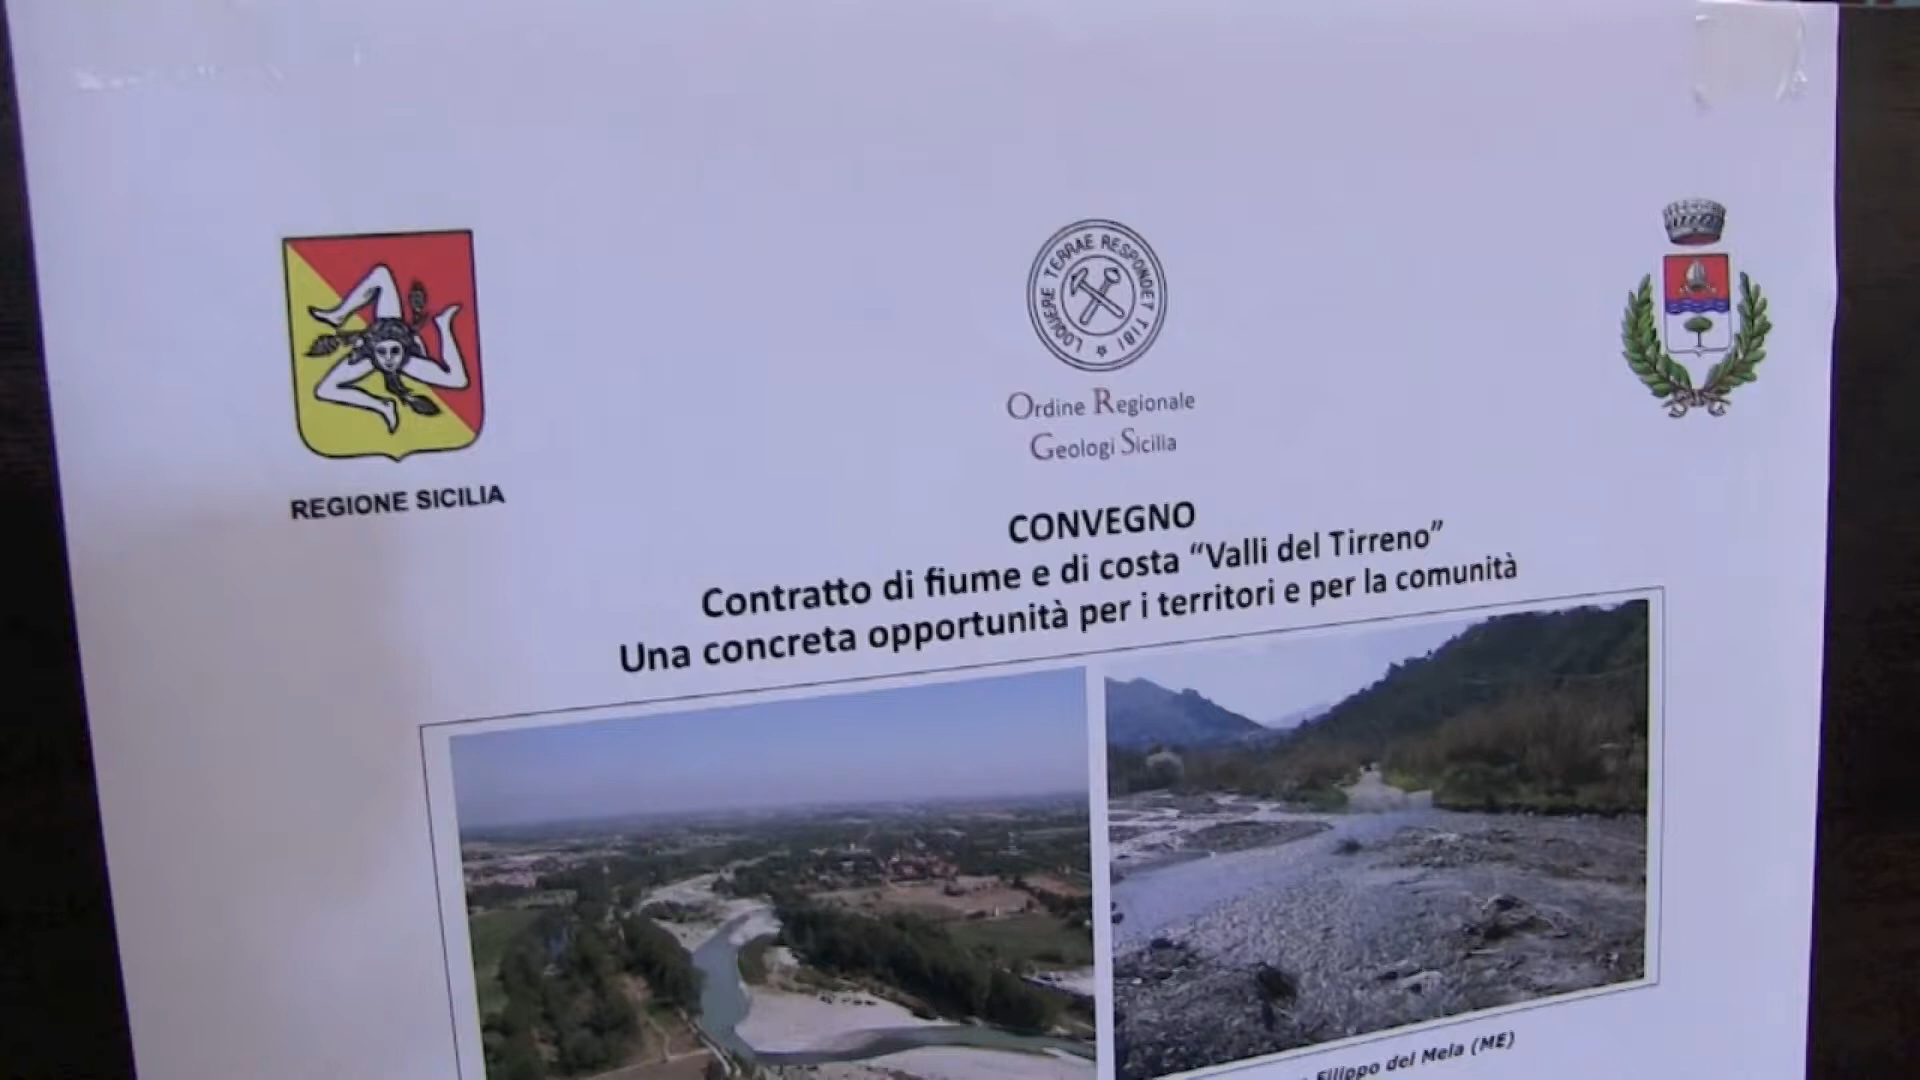 LOQUERE TERRAE RESPONDET TIBI
Ordine Regionale
Geologi Sicilia
REGIONE SICILIA
CONVEGNO
Contratto di fiume e di costa “Valli del Tirreno”
Una concreta opportunità per i territori e per la comunità
Filippo del Mela (ME)